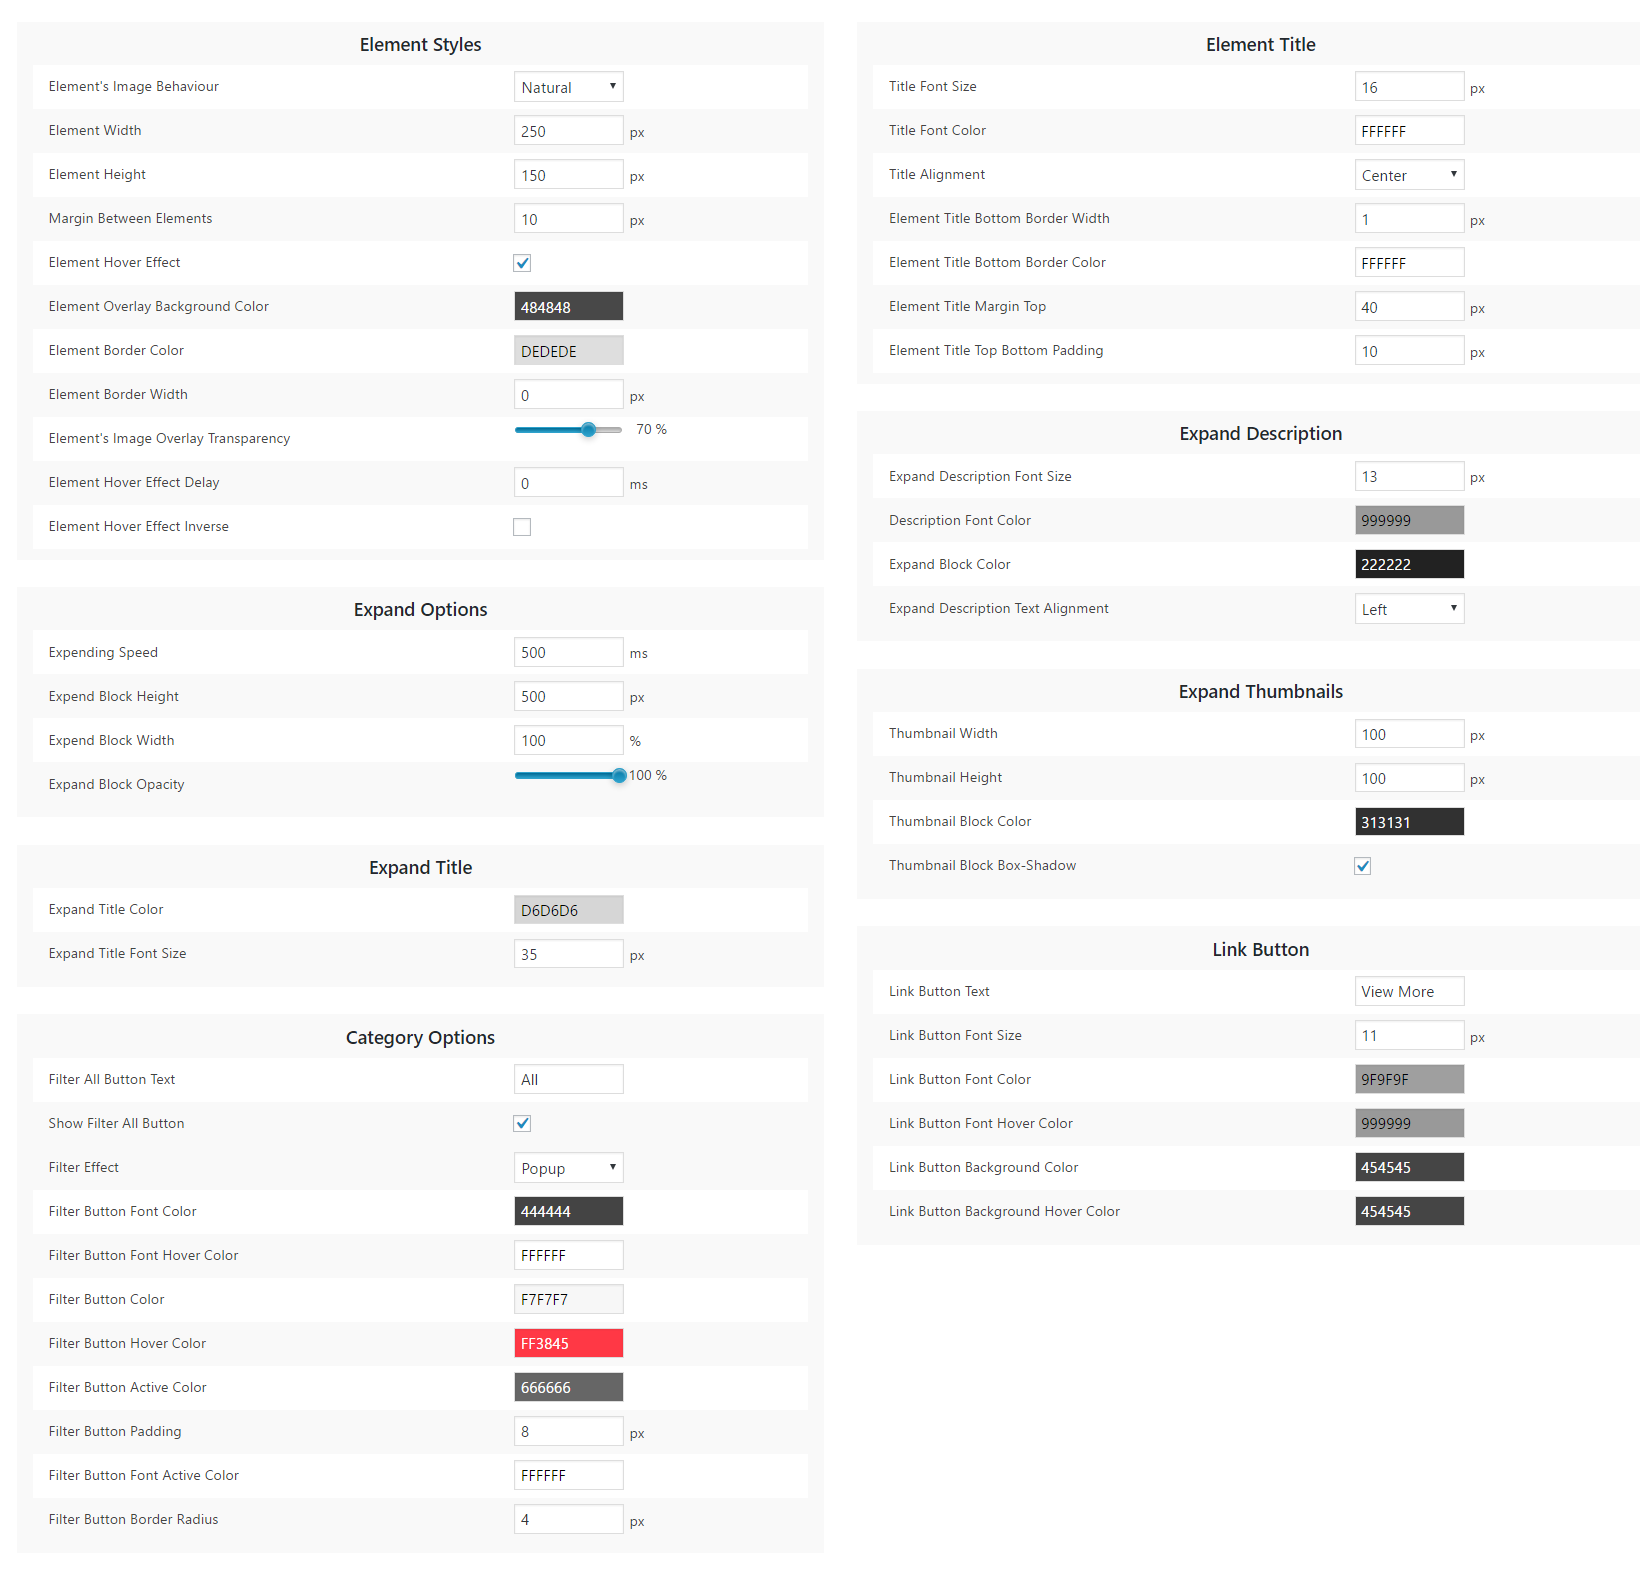 Element Styles
Element's Image Behaviour Natural
Element Width 250 px
Element Height 150 px
Margin Between Elements 10 px
Element Hover Effect
Element Overlay Background Color 484848
Element Border Color DEDEDE
Element Border Width 0 px
Element's Image Overlay Transparency 70 %
Element Hover Effect Delay 0 ms
Element Hover Effect Inverse
Expand Options
Expending Speed 500 ms
Expend Block Height 500 px
Expend Block Width 100 %
Expand Block Opacity 100 %
Expand Title
Expand Title Color D6D6D6
Expand Title Font Size 35 px
Category Options
Filter All Button Text All
Show Filter All Button
Filter Effect Popup
Filter Button Font Color 444444
Filter Button Font Hover Color FFFFFF
Filter Button Color F7F7F7
Filter Button Hover Color FF3845
Filter Button Active Color 666666
Filter Button Padding 8 px
Filter Button Font Active Color FFFFFF
Filter Button Border Radius 4 px
Element Title
Title Font Size 16 px
Title Font Color FFFFFF
Title Alignment Center
Element Title Bottom Border Width 1 px
Element Title Bottom Border Color FFFFFF
Element Title Margin Top 40 px
Element Title Top Bottom Padding 10 px
Expand Description
Expand Description Font Size 13 px
Description Font Color 999999
Expand Block Color 222222
Expand Description Text Alignment Left
Expand Thumbnails
Thumbnail Width 100 px
Thumbnail Height 100 px
Thumbnail Block Color 313131
Thumbnail Block Box-Shadow
Link Button
Link Button Text View More
Link Button Font Size 11 px
Link Button Font Color 9F9F9F
Link Button Font Hover Color 999999
Link Button Background Color 454545
Link Button Background Hover Color 454545